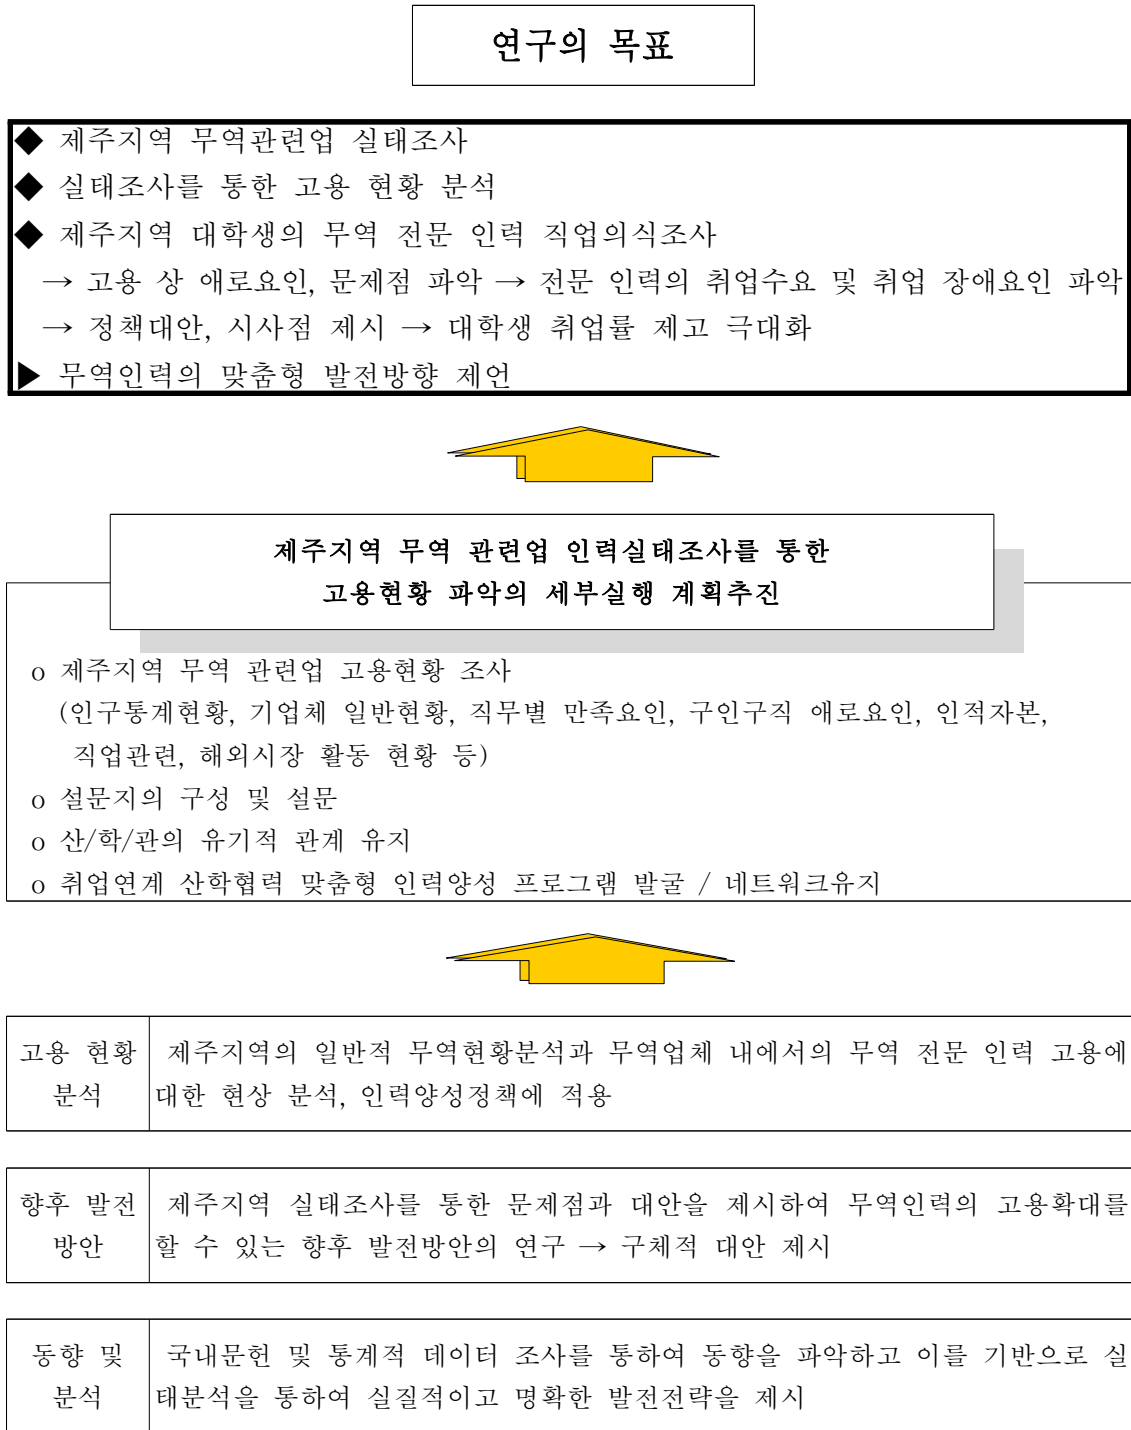 연구의 목표
◆ 제주지역 무역관련업 실태조사
◆ 실태조사를 통한 고용 현황 분석
◆ 제주지역 대학생의 무역 전문 인력 직업의식조사
→ 고용 상 애로요인, 문제점 파악 → 전문 인력의 취업수요 및 취업 장애요인 파악
→ 정책대안, 시사점 제시 → 대학생 취업률 제고 극대화
▶ 무역인력의 맞춤형 발전방향 제언
제주지역 무역 관련업 인력실태조사를 통한
고용현황 파악의 세부실행 계획추진
o 제주지역 무역 관련업 고용현황 조사
(인구통계현황, 기업체 일반현황, 직무별 만족요인, 구인구직 애로요인, 인적자본,
직업관련, 해외시장 활동 현황 등)
o 설문지의 구성 및 설문
o 산/학/관의 유기적 관계 유지
o 취업연계 산학협력 맞춤형 인력양성 프로그램 발굴 / 네트워크유지
고용 현황
분석
제주지역의 일반적 무역현황분석과 무역업체 내에서의 무역 전문 인력 고용에
대한 현상 분석, 인력양성정책에 적용
향후 발전
방안
제주지역 실태조사를 통한 문제점과 대안을 제시하여 무역인력의 고용확대를
할 수 있는 향후 발전방안의 연구 → 구체적 대안 제시
동향 및
분석
국내문헌 및 통계적 데이터 조사를 통하여 동향을 파악하고 이를 기반으로 실
태분석을 통하여 실질적이고 명확한 발전전략을 제시